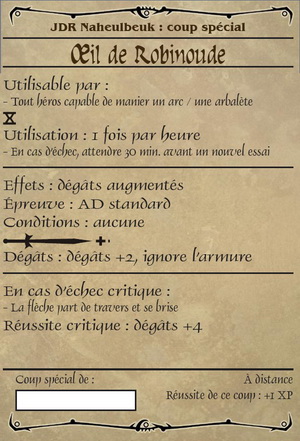 JDR Naheulbeuk : coup spécial
Œil de Robinoude
Utilisable par :
- Tout héros capable de manier un arc / une arbalète
Utilisation : 1 fois par heure
- En cas d'échec, attendre 30 min. avant un nouvel essai
Effets : dégâts augmentés
Épreuve : AD standard
Conditions : aucune
Dégâts : dégâts +2, ignore l'armure
En cas d'échec critique :
- La flèche part de travers et se brise
Réussite critique : dégâts +4
Coup spécial de :
À distance
Réussite de ce coup : +1 XP